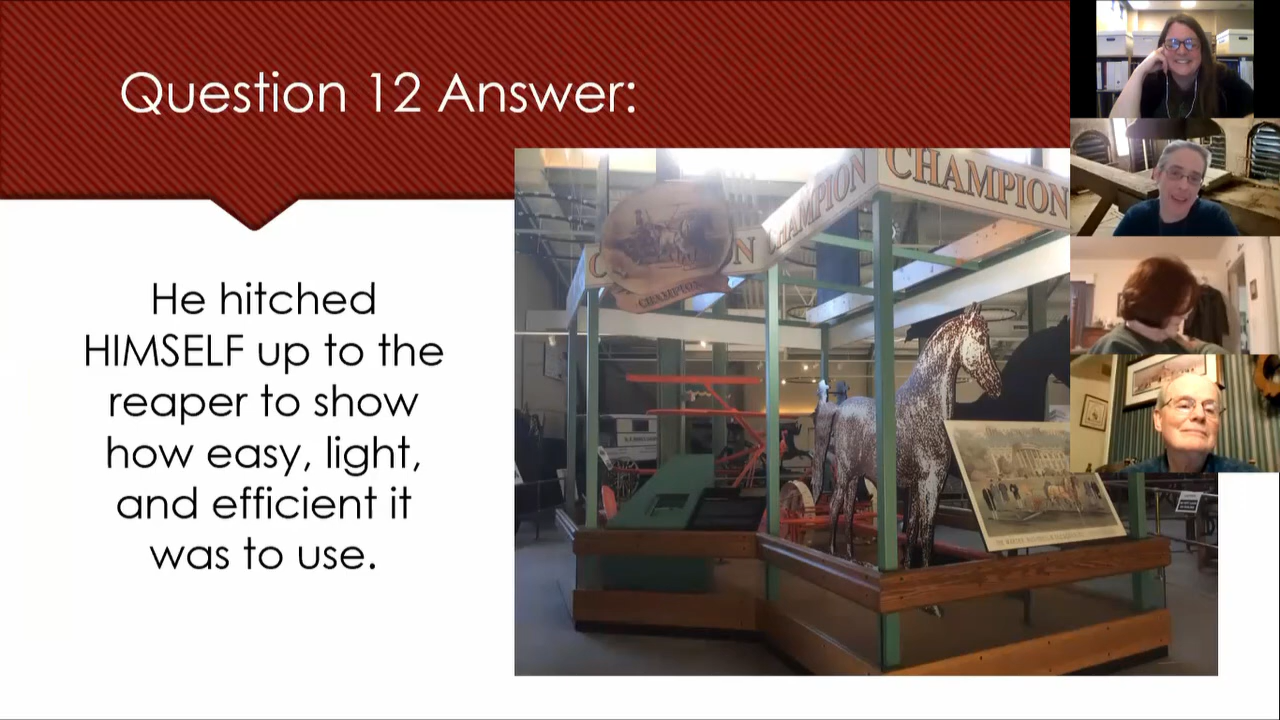 Question 12 Answer:
He hitched
HIMSELF up to the
reaper to show
how easy, light,
and efficient it
was to use.
CHAMPION
CHAMPION
CHAMPION